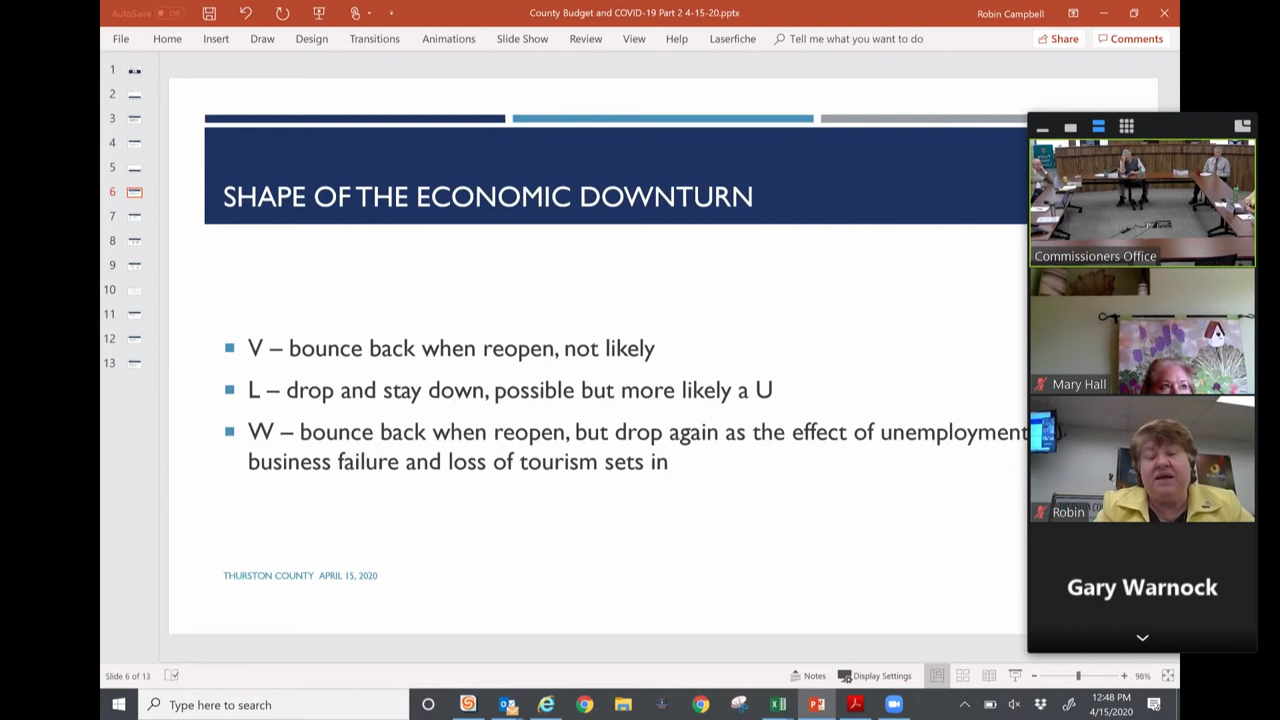 AutoSave Off
County Budget and COVID-19 Part 2 4-15-20.pptx
Robin Campbell
File Home Insert Draw Design Transitions Animations Slide Show Review View Help Laserfiche Tell me what you want to do Share Comments
1
2
3
4
5
6
7
8
9
10
11
12
13
SHAPE OF THE ECONOMIC DOWNTURN
V – bounce back when reopen, not likely
L – drop and stay down, possible but more likely a U
W – bounce back when reopen, but drop again as the effect of unemployment
business failure and loss of tourism sets in
THURSTON COUNTY APRIL 15, 2020
Commissioners Office
Mary Hall
Robin
Gary Warnock
Slide 6 of 13
Notes Display Settings 98%
Type here to search
12:48 PM
4/15/2020